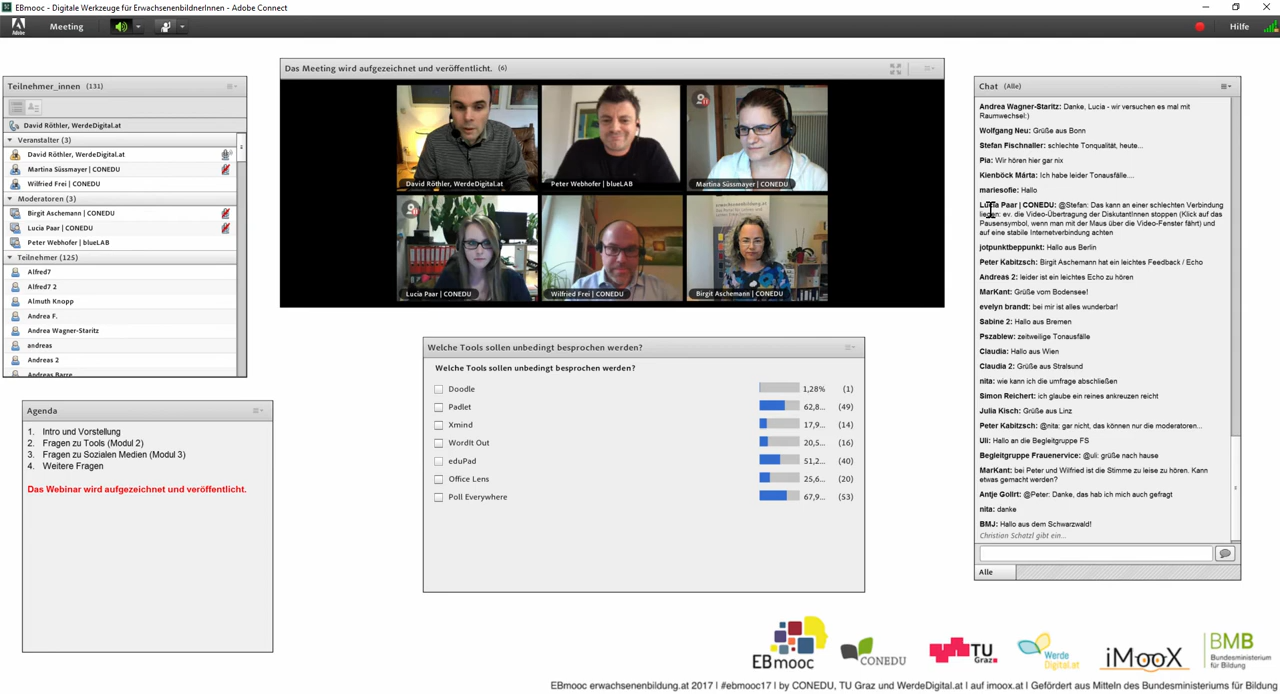 EBmooc - Digitale Werkzeuge für ErwachsenenbildnerInnen - Adobe Connect
Adobe
Meeting
Hilfe
Teilnehmer_innen (131)
David Röthler, WerdeDigital.at
Veranstalter (3)
David Röthler, WerdeDigital.at
Martina Süssmayer | CONEDU
Wilfried Frei | CONEDU
Moderatoren (3)
Birgit Aschemann | CONEDU
Lucia Paar | CONEDU
Peter Webhofer | blueLAB
Teilnehmer (125)
Alfred7
Alfred7 2
Almuth Knopp
Andrea F.
Andrea Wagner-Staritz
andreas
Andreas 2
Andreas Barre
Agenda
1. Intro und Vorstellung
2. Fragen zu Tools (Modul 2)
3. Fragen zu Sozialen Medien (Modul 3)
4. Weitere Fragen
Das Webinar wird aufgezeichnet und veröffentlicht.
Das Meeting wird aufgezeichnet und veröffentlicht. (6)
David Röthler, WerdeDigital.at
Peter Webhofer | blueLAB
Martina Süssmayer | CONEDU
Lucia Paar | CONEDU
Wilfried Frei | CONEDU
Birgit Aschemann | CONEDU
Welche Tools sollen unbedingt besprochen werden?
Welche Tools sollen unbedingt besprochen werden?
Doodle 1,28% (1)
Padlet 62,8... (49)
Xmind 17,9... (14)
WordIt Out 20,5... (16)
eduPad 51,2... (40)
Office Lens 25,6... (20)
Poll Everywhere 67,9... (53)
Chat (Alle)
Andrea Wagner-Staritz: Danke, Lucia - wir versuchen es mal mit
Raumwechsel:)
Wolfgang Neu: Grüße aus Bonn
Stefan Fischnaller: schlechte Tonqualität, heute...
Pia: Wir hören hier gar nix
Kienböck Márta: Ich habe leider Tonausfälle....
mariesofie: Hallo
Lucia Paar | CONEDU: @Stefan: Das kann an einer schlechten Verbindung
liegen: ev. die Video-Übertragung der DiskutantInnen stoppen (Klick auf das
Pausensymbol, wenn man mit der Maus über die Video-Fenster fährt) und
auf eine stabile Internetverbindung achten
jotpunktbeppunkt: Hallo aus Berlin
Peter Kabitzsch: Birgit Aschemann hat ein leichtes Feedback / Echo
Andreas 2: leider ist ein leichtes Echo zu hören
MarKant: Grüße vom Bodensee!
evelyn brandt: bei mir ist alles wunderbar!
Sabine 2: Hallo aus Bremen
Pszablew: zeitweilige Tonausfälle
Claudia: Hallo aus Wien
Claudia 2: Grüße aus Stralsund
nita: wie kann ich die umfrage abschließen
Simon Reichert: ich glaube ein reines ankreuzen reicht
Julia Kisch: Grüße aus Linz
Peter Kabitzsch: @nita: gar nicht, das können nur die moderatoren...
Uli: Hallo an die Begleitgruppe FS
Begleitgruppe Frauenservice: @uli: grüße nach hause
MarKant: bei Peter und Wilfried ist die Stimme zu leise zu hören. Kann
etwas gemacht werden?
Antje Gollrt: @Peter: Danke, das hab ich mich auch gefragt
nita: danke
BMJ: Hallo aus dem Schwarzwald!
Christian Schatzl gibt ein...
Alle
EBmooc
CONEDU
TU Graz
Werde Digital.at
iMooX
BMB
Bundesministerium
für Bildung
EBmooc erwachsenenbildung.at 2017 | #ebmooc17 | by CONEDU, TU Graz und WerdeDigital.at | auf imoox.at | Gefördert aus Mitteln des Bundesministeriums für Bildung